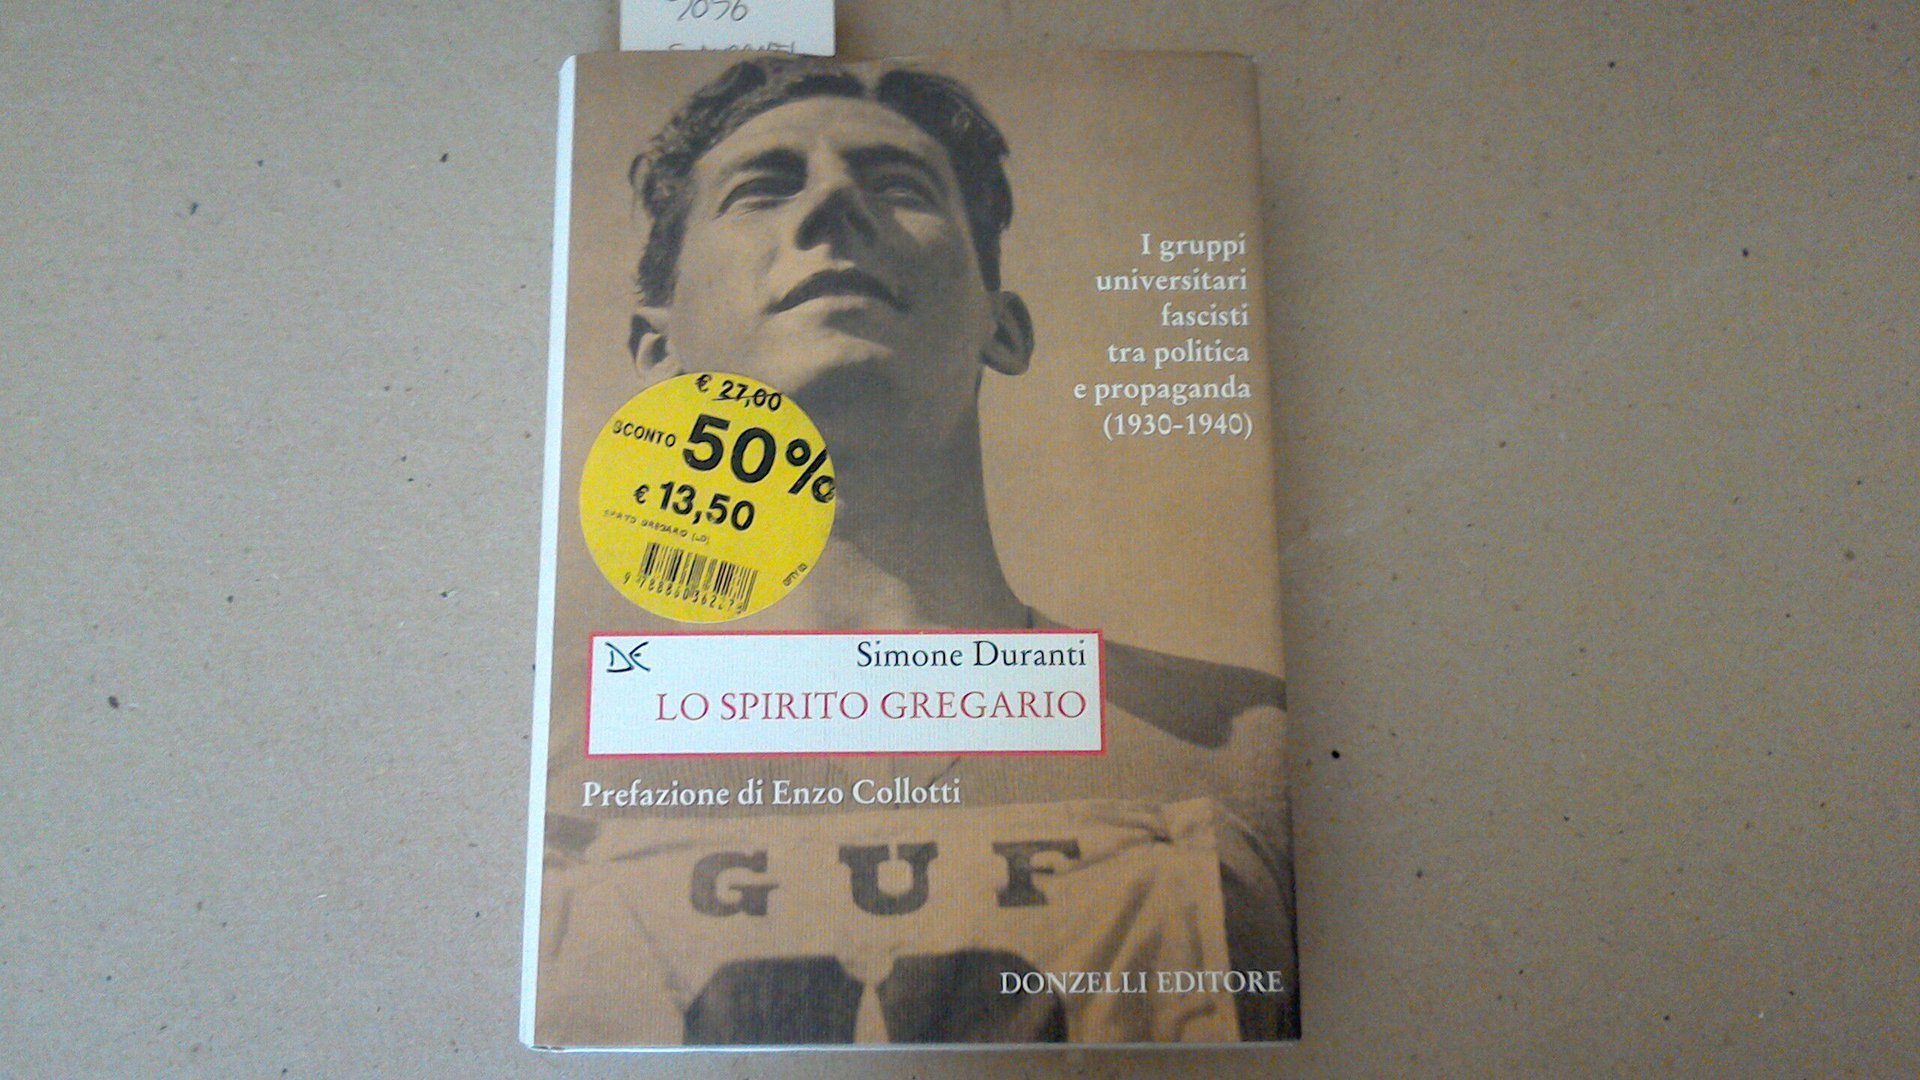 I gruppi
universitari
fascisti
tra politica
e propaganda
(1930-1940)
€ 27,00
SCONTO 50%
€ 13,50
DE
Simone Duranti
LO SPIRITO GREGARIO
Prefazione di Enzo Collotti
GUF
DONZELLI EDITORE